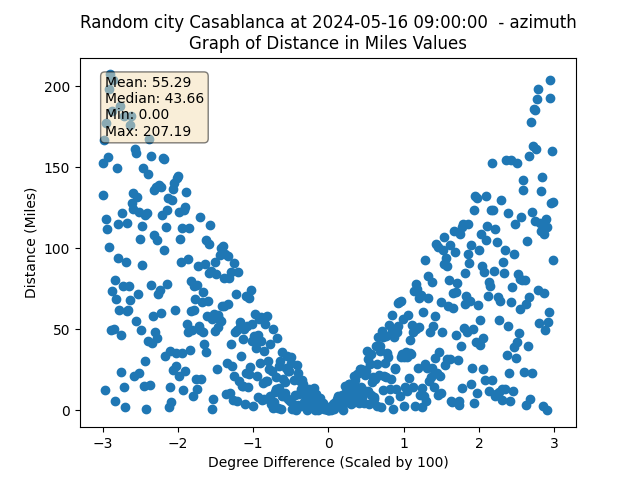 Random city Casablanca at 2024-05-16 09:00:00 - azimuth
Graph of Distance in Miles Values
Mean: 55.29
Median: 43.66
Min: 0.00
Max: 207.19
200
150
100
50
0
Distance (Miles)
−3 −2 −1 0 1 2 3
Degree Difference (Scaled by 100)